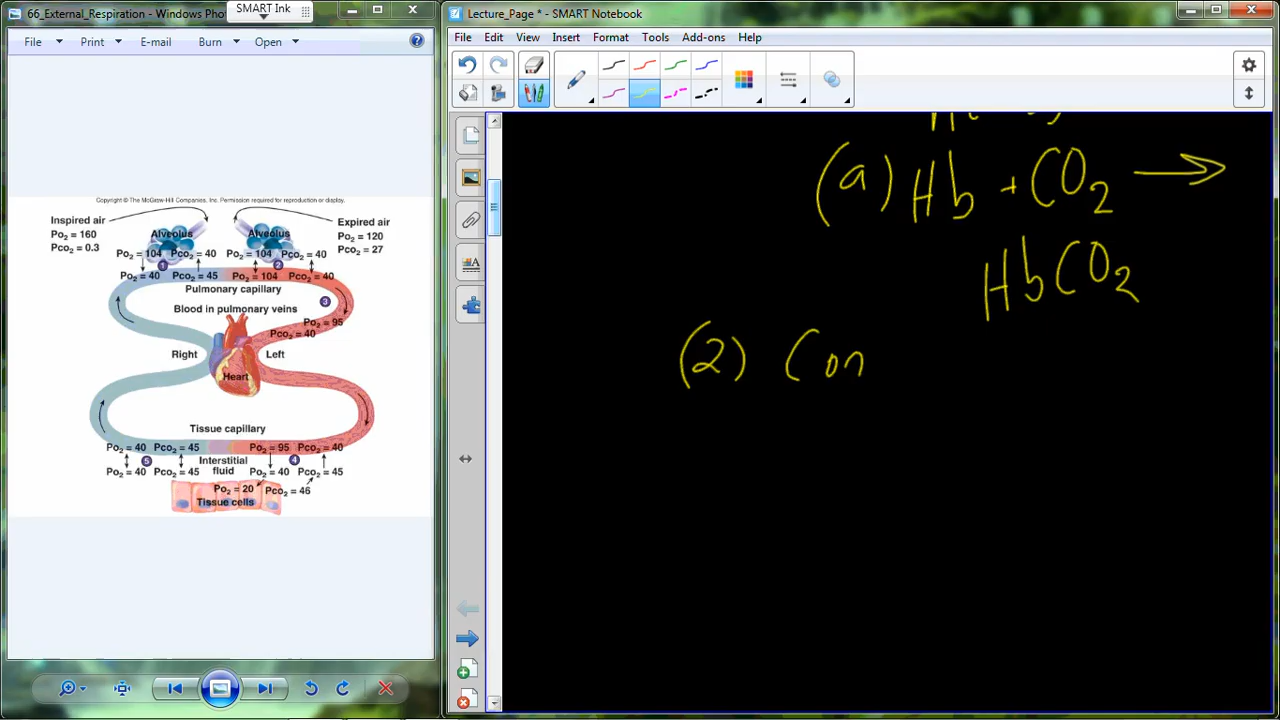 66_External_Respiration - Windows Pho
SMART Ink
File Print E-mail Burn Open
Copyright © The McGraw-Hill Companies, Inc. Permission required for reproduction or display.
Inspired air
Po2 = 160
Pco2 = 0.3
Expired air
Po2 = 120
Pco2 = 27
Alveolus Alveolus
Po2 = 104 Pco2 = 40 Po2 = 104 Pco2 = 40
1 2
Po2 = 40 Pco2 = 45 Po2 = 104 Pco2 = 40
Pulmonary capillary
3
Blood in pulmonary veins
Po2 = 95
Pco2 = 40
Right Left
Heart
Tissue capillary
Po2 = 40 Pco2 = 45 Po2 = 95 Pco2 = 40
5 Interstitial 4
fluid
Po2 = 40 Pco2 = 45 Po2 = 40 Pco2 = 45
Po2 = 20 Pco2 = 46
Tissue cells
Lecture_Page * - SMART Notebook
File Edit View Insert Format Tools Add-ons Help
(a) Hb + CO2 →
HbCO2
(2) Con